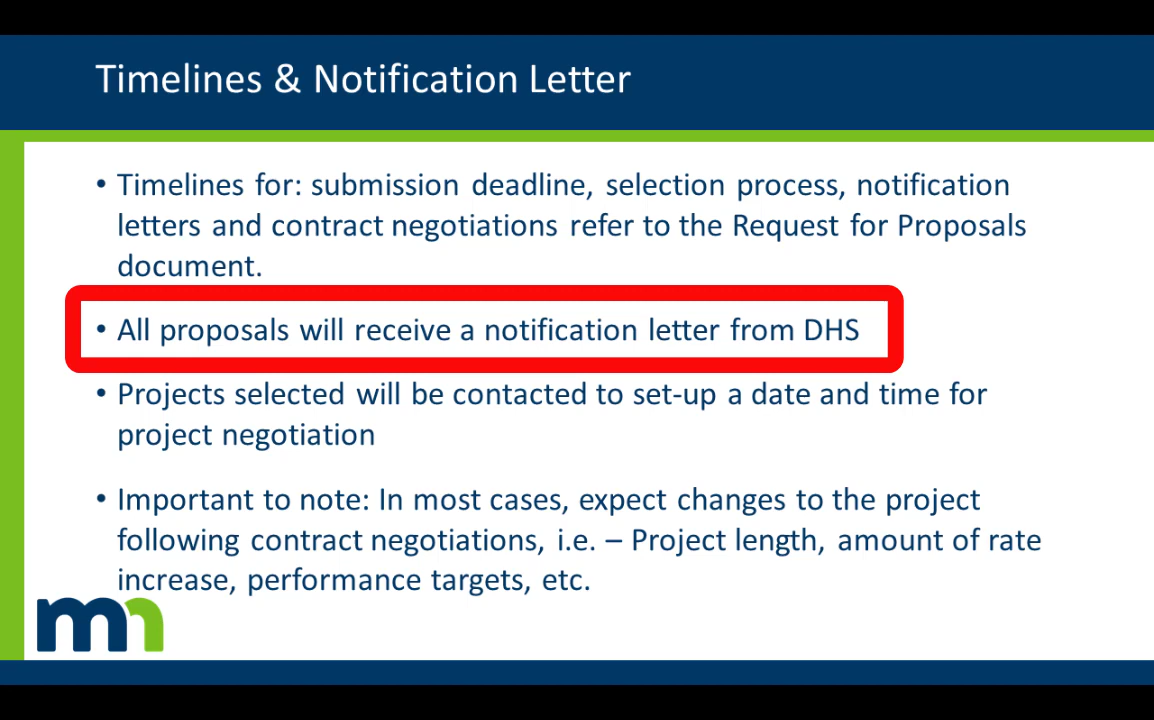 Timelines & Notification Letter
• Timelines for: submission deadline, selection process, notification
letters and contract negotiations refer to the Request for Proposals
document.
• All proposals will receive a notification letter from DHS
• Projects selected will be contacted to set-up a date and time for
project negotiation
• Important to note: In most cases, expect changes to the project
following contract negotiations, i.e. – Project length, amount of rate
increase, performance targets, etc.
mn